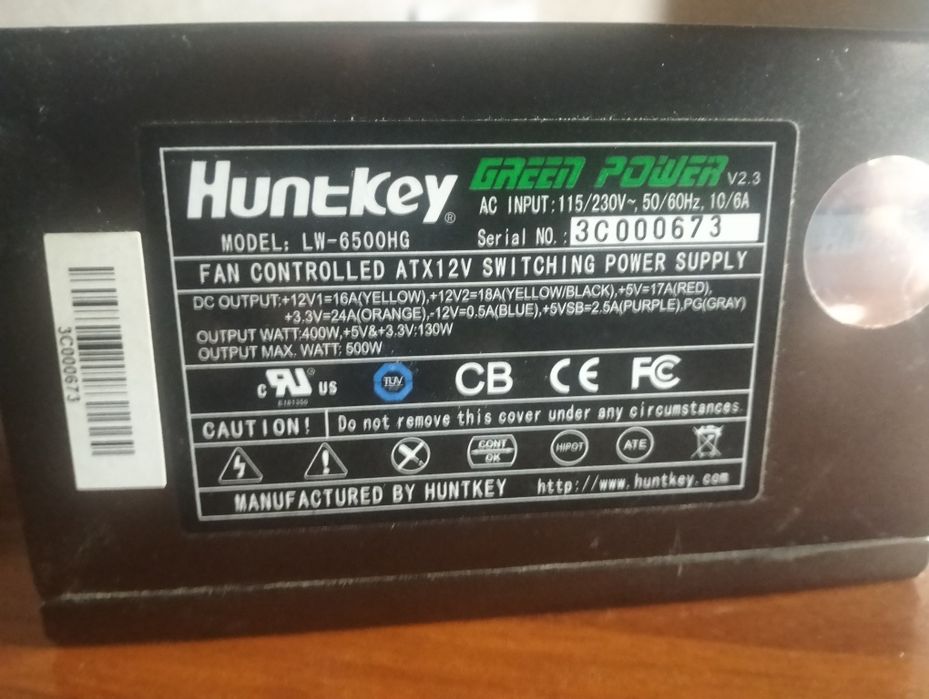 Huntkey®
GREEN POWER V2.3
AC INPUT:115/230V~, 50/60Hz, 10/6A
MODEL: LW-6500HG
Serial NO.: 3C000673
FAN CONTROLLED ATX12V SWITCHING POWER SUPPLY
DC OUTPUT:+12V1=16A(YELLOW),+12V2=18A(YELLOW/BLACK),+5V=17A(RED),
+3.3V=24A(ORANGE),-12V=0.5A(BLUE),+5VSB=2.5A(PURPLE),PG(GRAY)
OUTPUT WATT:400W,+5V&+3.3V:130W
OUTPUT MAX. WATT: 500W
c RU® US
TÜV
CB CE FC
CAUTION! Do not remove this cover under any circumstances.
CONT OK
HIPOT
ATE
MANUFACTURED BY HUNTKEY http://www.huntkey.com
3C000673